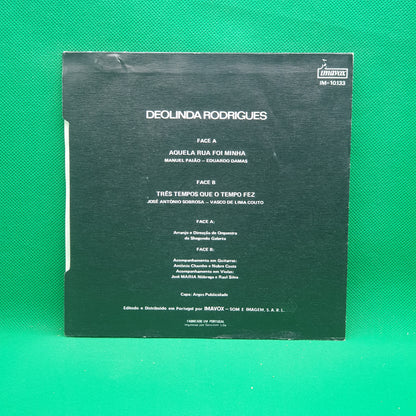 imavox
IM-10.133
DEOLINDA RODRIGUES
FACE A
AQUELA RUA FOI MINHA
MANUEL PAIÃO – EDUARDO DAMAS
FACE B
TRÊS TEMPOS QUE O TEMPO FEZ
JOSÉ ANTÓNIO SOBROSA – VASCO DE LIMA COUTO
FACE A:
Arranjo e Direcção de Orquestra
de Shegundo Galarza
FACE B:
Acompanhamento em Guitarras:
António Chainho e Nobre Costa
Acompanhamento em Violas:
José MARIA Nóbrega e Raul Silva
Capa: Argos Publicidade
Editado e Distribuído em Portugal por IMAVOX – SOM E IMAGEM, S. A. R. L.
FABRICADO EM PORTUGAL